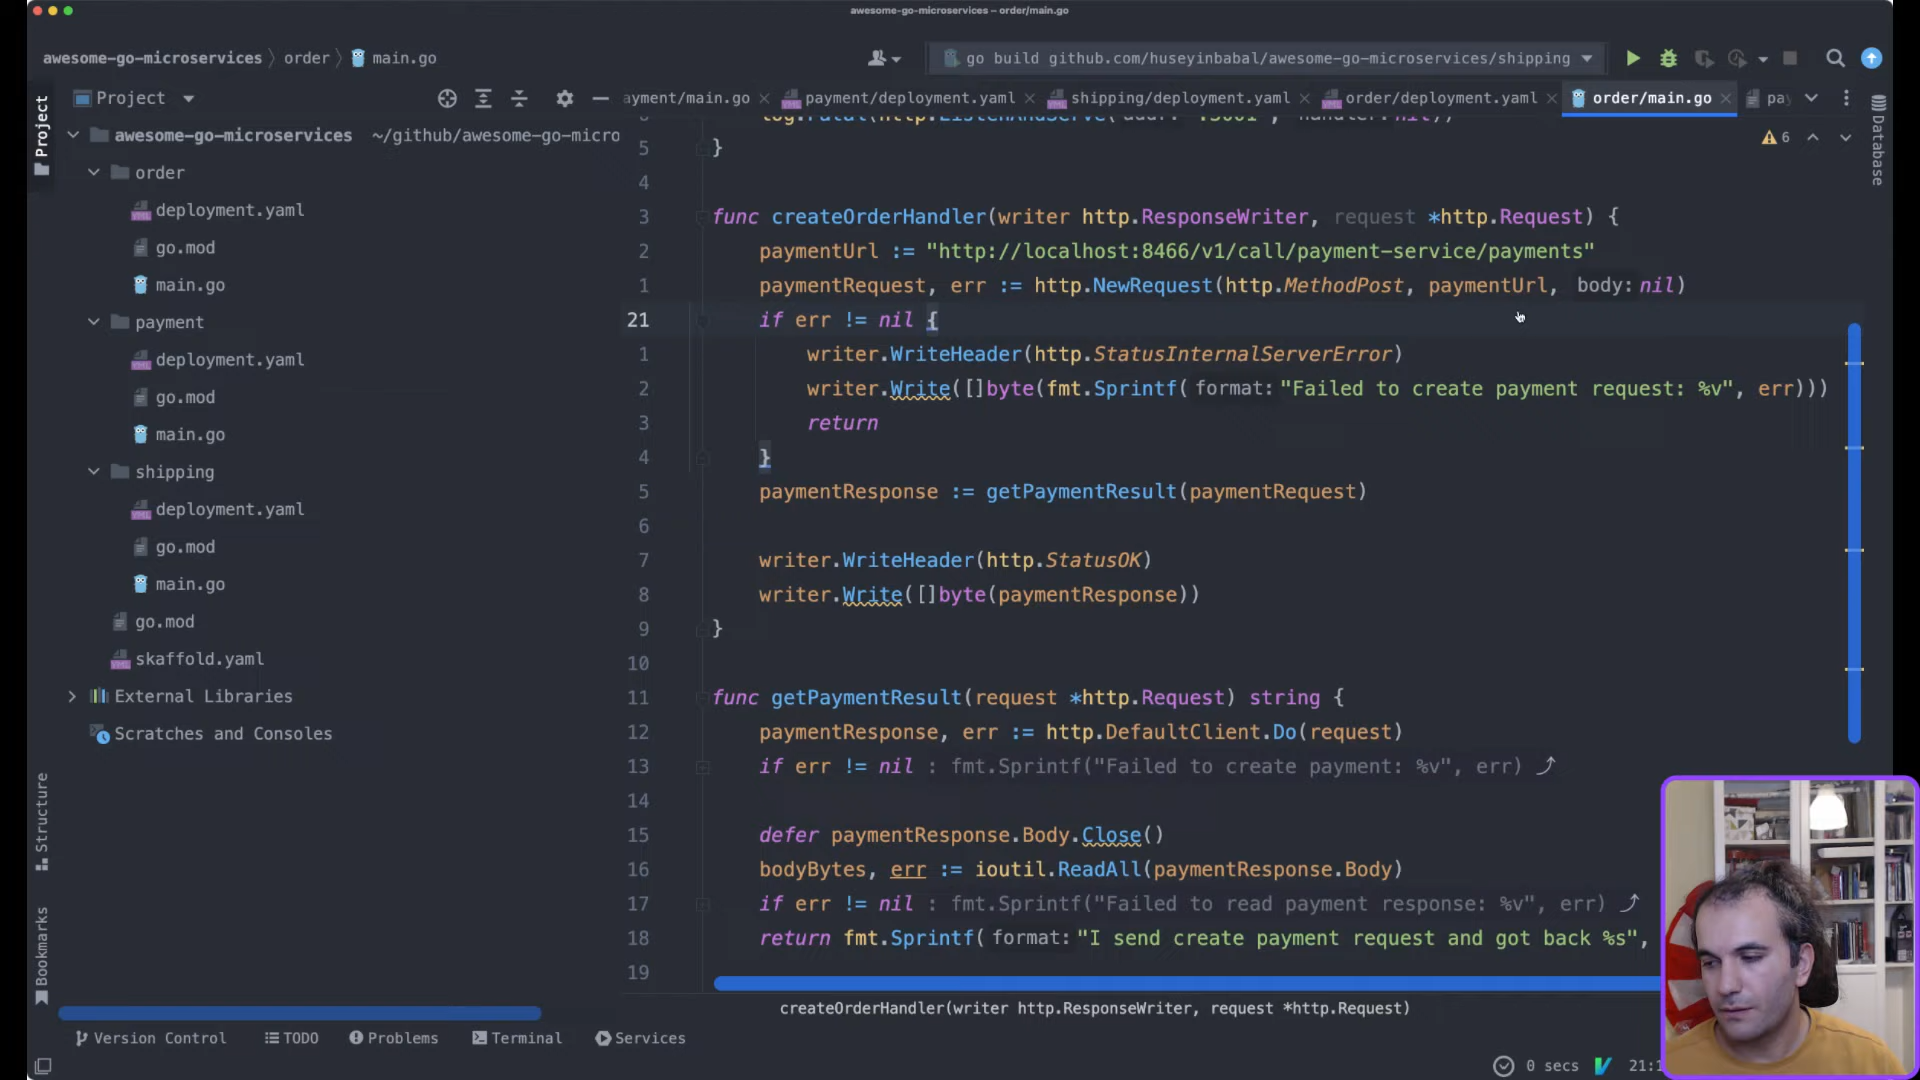 awesome-go-microservices – order/main.go
awesome-go-microservices 〉 order 〉 main.go
go build github.com/huseyinbabal/awesome-go-microservices/shipping
Project
Project
ayment/main.go
payment/deployment.yaml
shipping/deployment.yaml
order/deployment.yaml
order/main.go
pay
Database
awesome-go-microservices ~/github/awesome-go-micro
order
deployment.yaml
go.mod
main.go
payment
deployment.yaml
go.mod
main.go
shipping
deployment.yaml
go.mod
main.go
go.mod
skaffold.yaml
External Libraries
Scratches and Consoles
Structure
Bookmarks
6
5 }
4
3 func createOrderHandler(writer http.ResponseWriter, request *http.Request) {
2 paymentUrl := "http://localhost:8466/v1/call/payment-service/payments"
1 paymentRequest, err := http.NewRequest(http.MethodPost, paymentUrl, body: nil)
21 if err != nil {
1 writer.WriteHeader(http.StatusInternalServerError)
2 writer.Write([]byte(fmt.Sprintf( format: "Failed to create payment request: %v", err)))
3 return
4 }
5 paymentResponse := getPaymentResult(paymentRequest)
6
7 writer.WriteHeader(http.StatusOK)
8 writer.Write([]byte(paymentResponse))
9 }
10
11 func getPaymentResult(request *http.Request) string {
12 paymentResponse, err := http.DefaultClient.Do(request)
13 if err != nil : fmt.Sprintf("Failed to create payment: %v", err) ⤴
14
15 defer paymentResponse.Body.Close()
16 bodyBytes, err := ioutil.ReadAll(paymentResponse.Body)
17 if err != nil : fmt.Sprintf("Failed to read payment response: %v", err) ⤴
18 return fmt.Sprintf( format: "I send create payment request and got back %s",
19
createOrderHandler(writer http.ResponseWriter, request *http.Request)
Version Control
TODO
Problems
Terminal
Services
0 secs
21:1